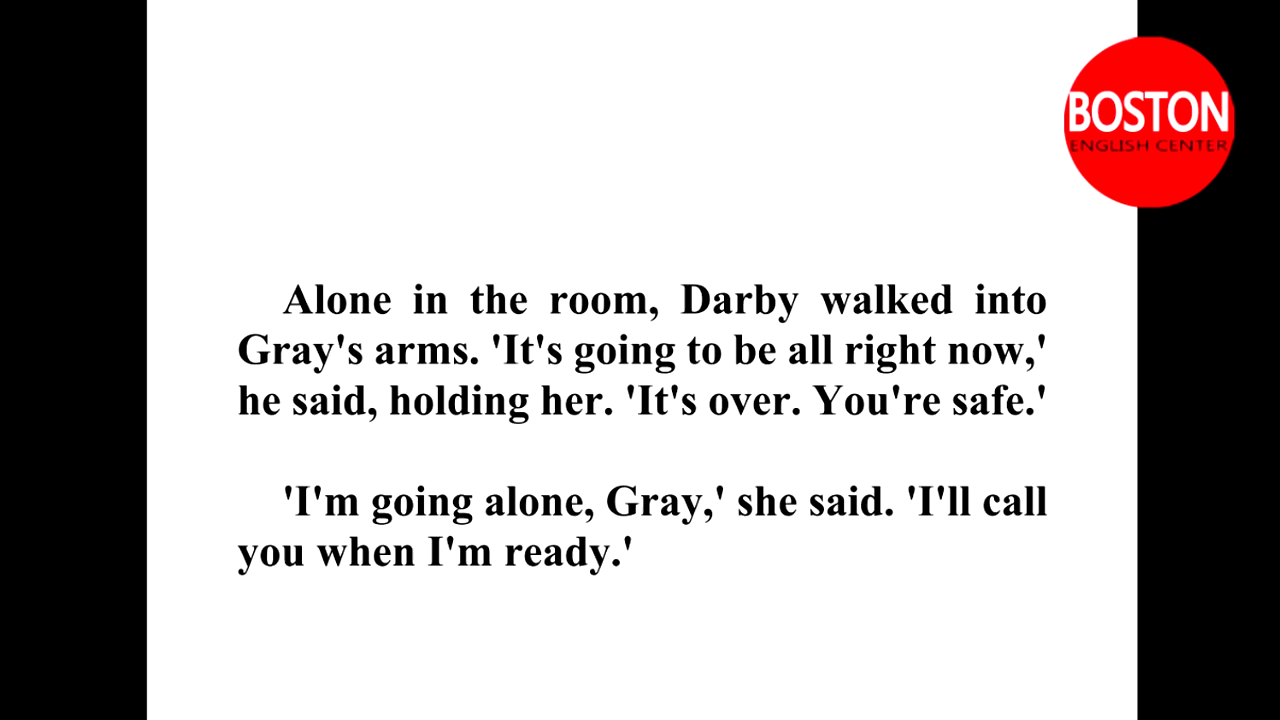 BOSTON
ENGLISH CENTER
Alone in the room, Darby walked into
Gray's arms. 'It's going to be all right now,'
he said, holding her. 'It's over. You're safe.'
'I'm going alone, Gray,' she said. 'I'll call
you when I'm ready.'